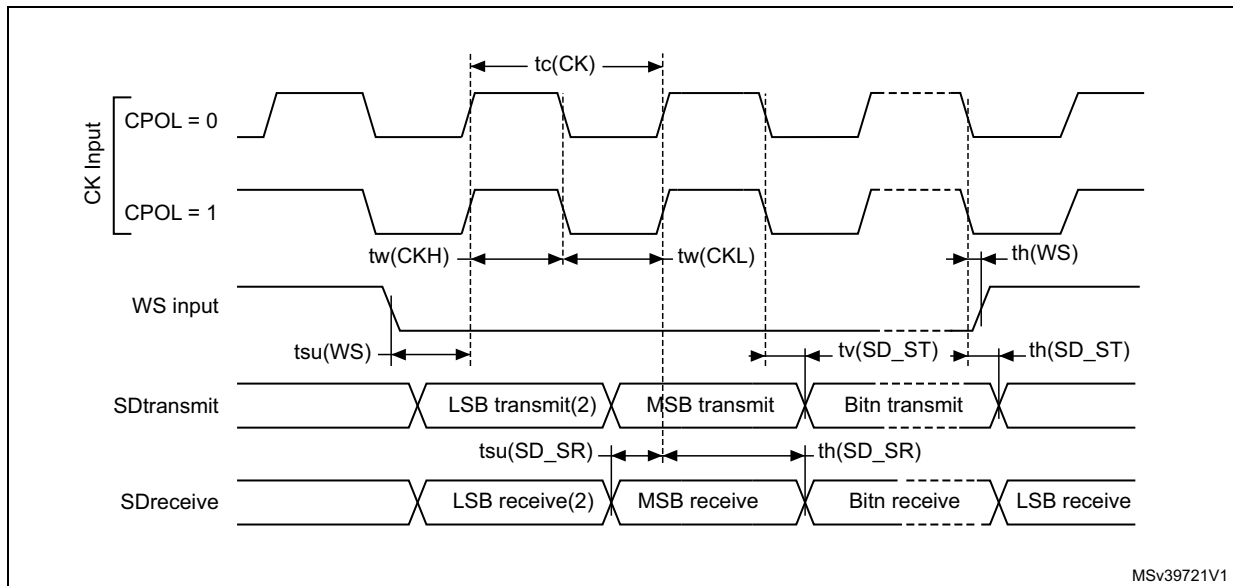 tc(CK)
CPOL = 0
CK Input
CPOL = 1
tw(CKH)
tw(CKL)
th(WS)
WS input
tsu(WS)
tv(SD_ST)
th(SD_ST)
SDtransmit
LSB transmit(2)
MSB transmit
Bitn transmit
tsu(SD_SR)
th(SD_SR)
SDreceive
LSB receive(2)
MSB receive
Bitn receive
LSB receive
MSv39721V1